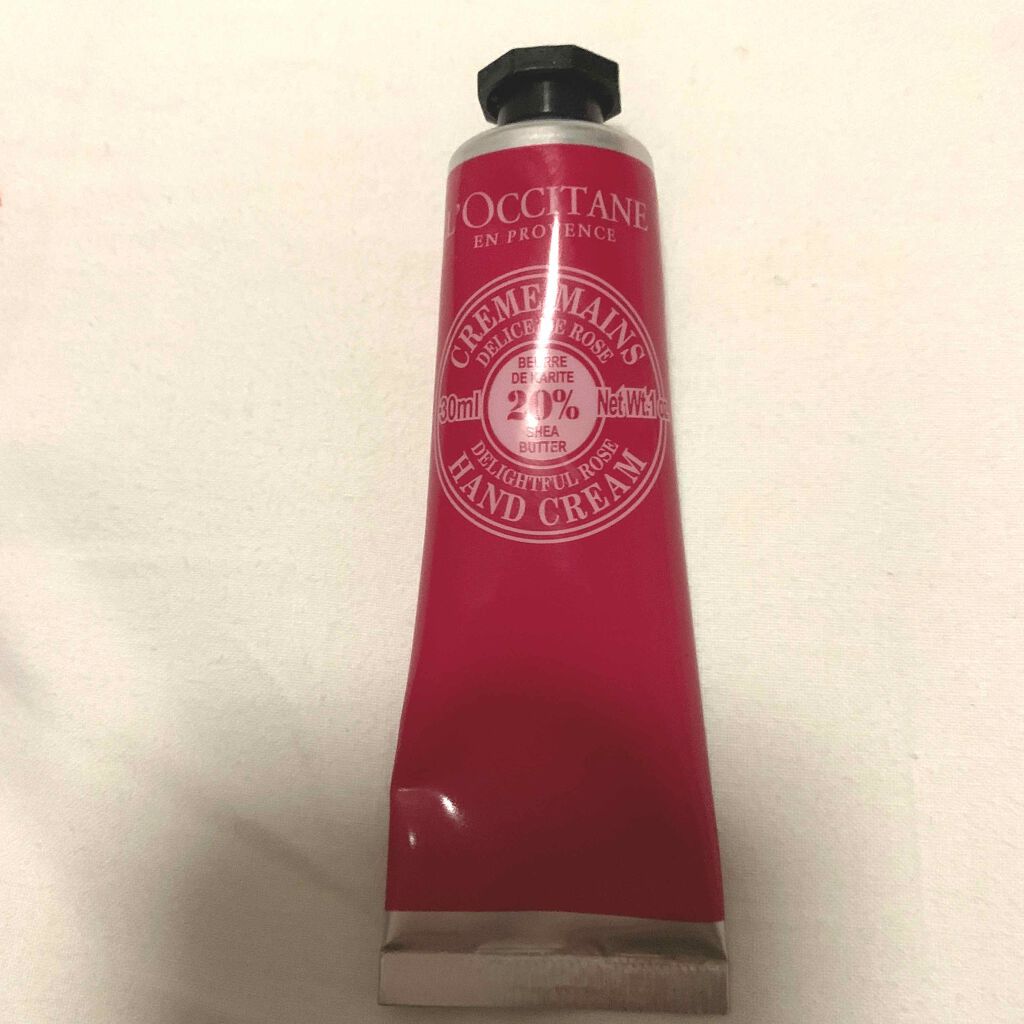 L'OCCITANE
EN PROVENCE
CREME MAINS
DELICE DE ROSE
BEURRE
DE KARITE
30ml 20% Net Wt. 1 oz
SHEA
BUTTER
DELIGHTFUL ROSE
HAND CREAM